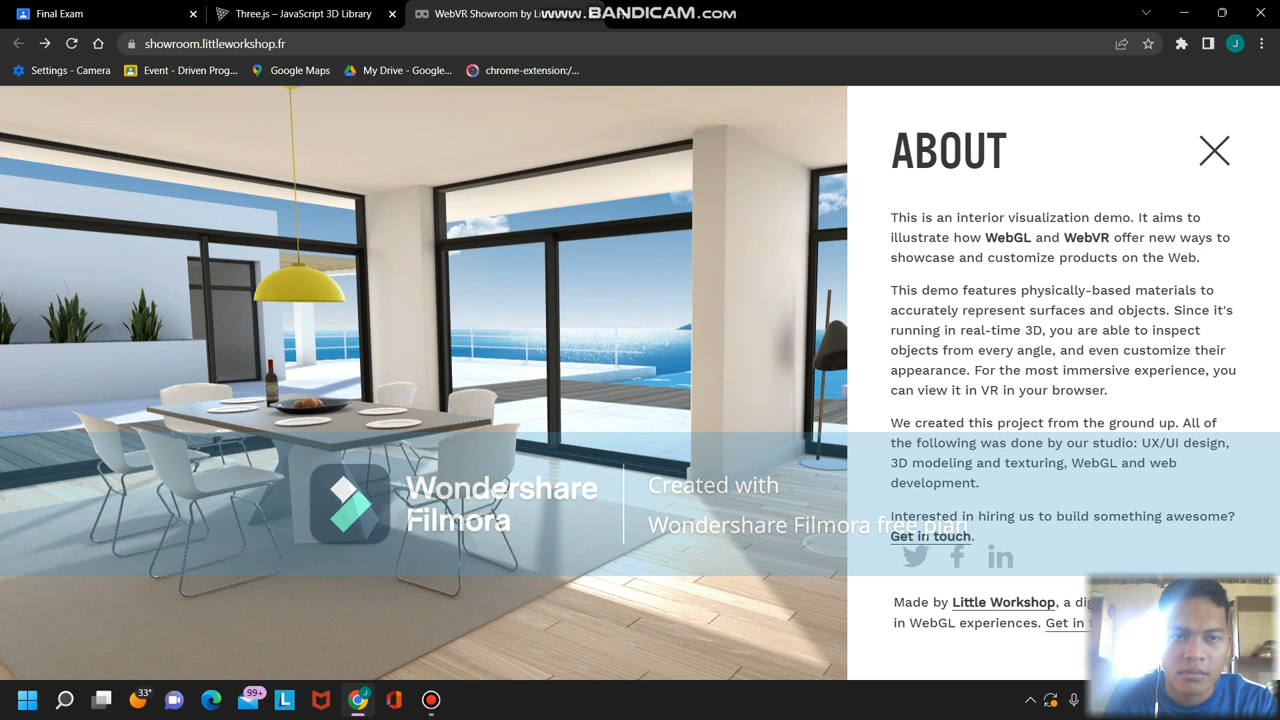 Final Exam
Three.js – JavaScript 3D Library
WebVR Showroom by Li
www.BANDICAM.com
showroom.littleworkshop.fr
J
Settings - Camera
Event - Driven Prog...
Google Maps
My Drive - Google...
chrome-extension:/...
ABOUT
This is an interior visualization demo. It aims to
illustrate how WebGL and WebVR offer new ways to
showcase and customize products on the Web.
This demo features physically-based materials to
accurately represent surfaces and objects. Since it's
running in real-time 3D, you are able to inspect
objects from every angle, and even customize their
appearance. For the most immersive experience, you
can view it in VR in your browser.
We created this project from the ground up. All of
the following was done by our studio: UX/UI design,
3D modeling and texturing, WebGL and web
development.
Interested in hiring us to build something awesome?
Get in touch.
Wondershare
Filmora
Created with
Wondershare Filmora free plan
Made by Little Workshop, a dig
in WebGL experiences. Get in
33°
99+
L
J